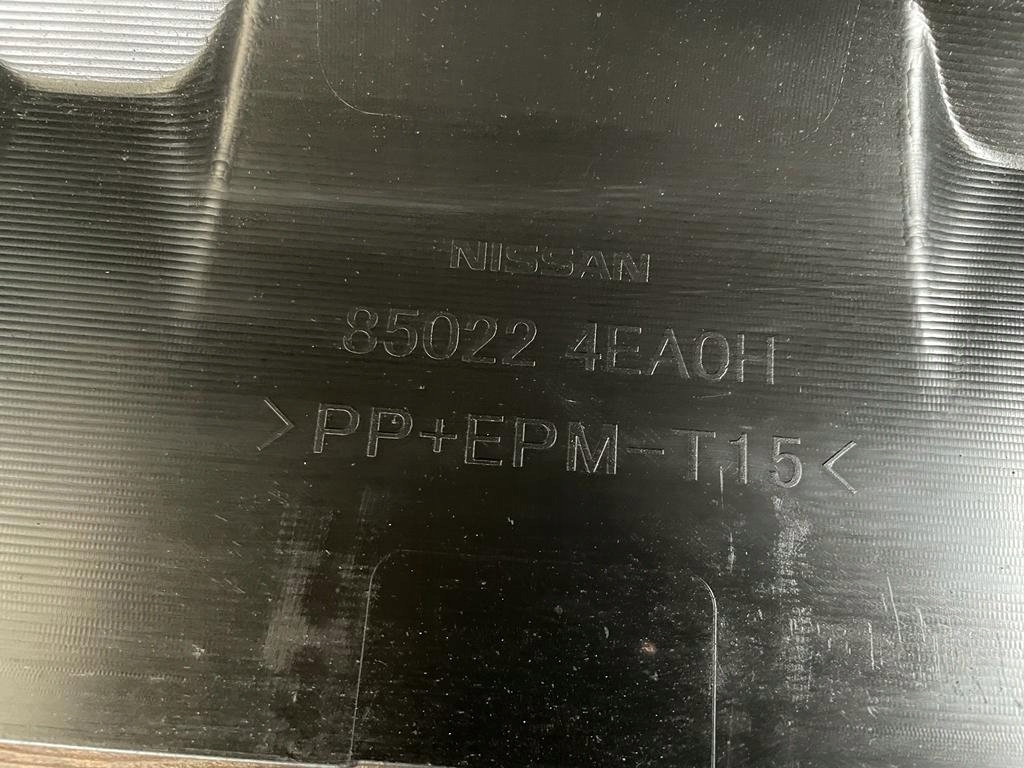 NISSAN
85022 4EA0H
>PP+EPM-T15<